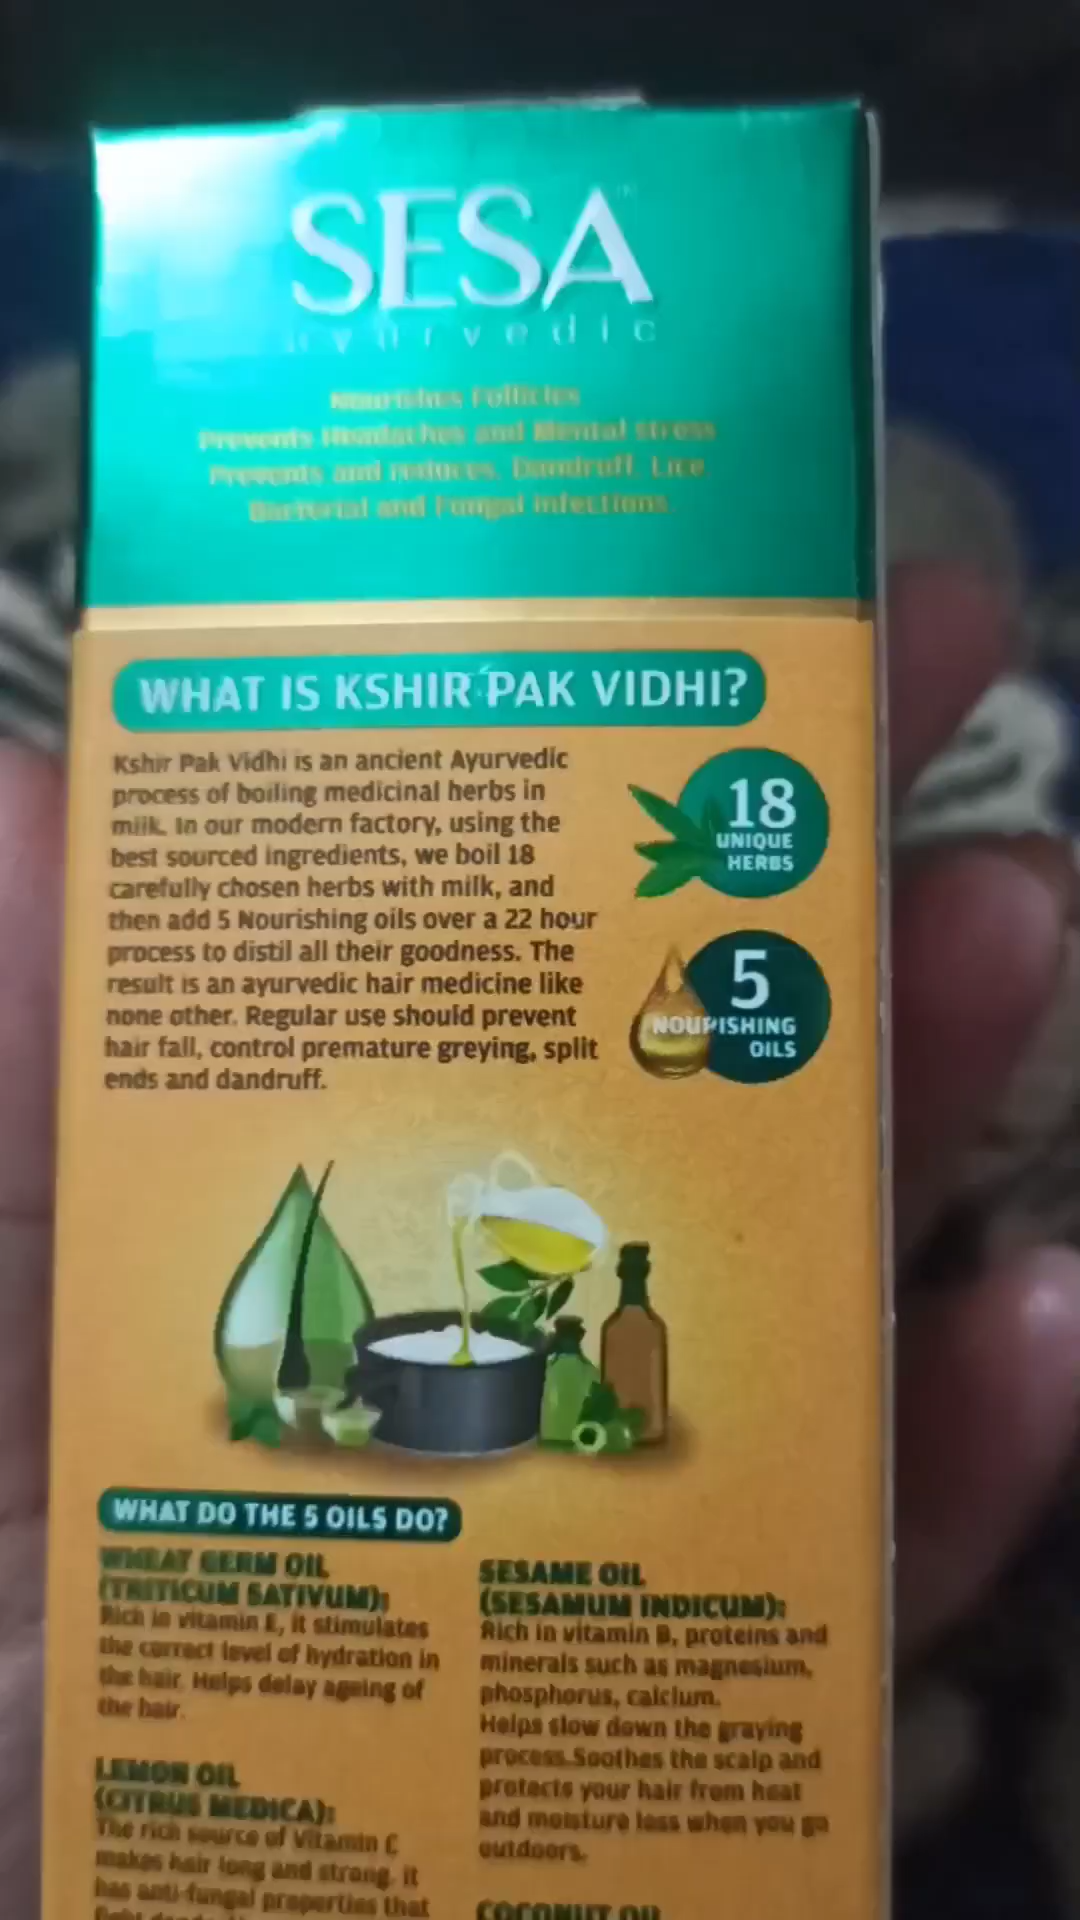 SESA™
ayurvedic
Nourishes Follicles
Prevents Headaches and Mental stress
Prevents and reduces, Dandruff, Lice
Bacterial and Fungal infections.
WHAT IS KSHIR PAK VIDHI?
Kshir Pak Vidhi is an ancient Ayurvedic
process of boiling medicinal herbs in
milk. In our modern factory, using the
best sourced ingredients, we boil 18
carefully chosen herbs with milk, and
then add 5 Nourishing oils over a 22 hour
process to distil all their goodness. The
result is an ayurvedic hair medicine like
none other. Regular use should prevent
hair fall, control premature greying, split
ends and dandruff.
18
UNIQUE
HERBS
5
NOURISHING
OILS
WHAT DO THE 5 OILS DO?
WHEAT GERM OIL
(TRITICUM SATIVUM):
Rich in vitamin E, it stimulates
the correct level of hydration in
the hair. Helps delay ageing of
the hair.
LEMON OIL
(CITRUS MEDICA):
The rich source of Vitamin C
makes hair long and strong. It
has anti-fungal properties that
SESAME OIL
(SESAMUM INDICUM):
Rich in vitamin B, proteins and
minerals such as magnesium,
phosphorus, calcium.
Helps slow down the graying
process.Soothes the scalp and
protects your hair from heat
and moisture loss when you go
outdoors.
COCONUT OIL